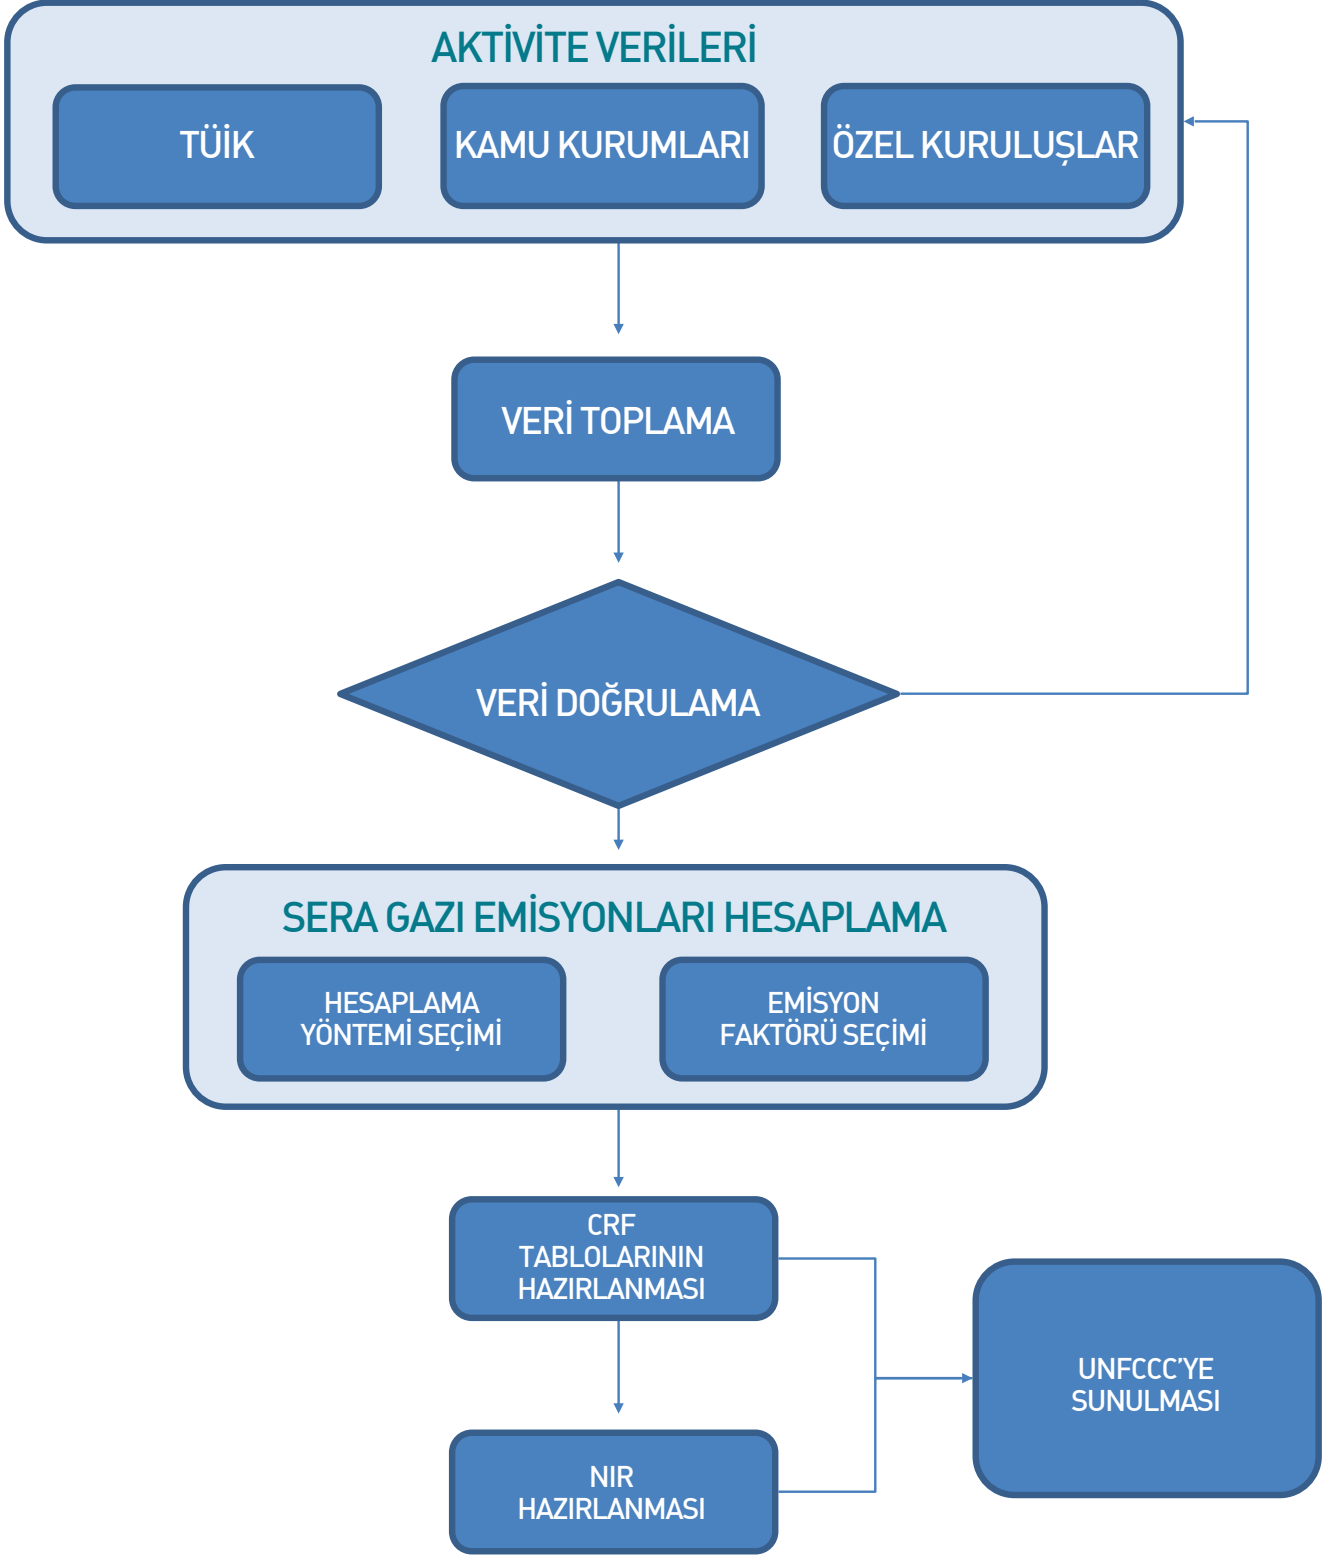 AKTİVİTE VERİLERİ
TÜİK
KAMU KURUMLARI
ÖZEL KURULUŞLAR
VERİ TOPLAMA
VERİ DOĞRULAMA
SERA GAZI EMİSYONLARI HESAPLAMA
HESAPLAMA
YÖNTEMİ SEÇİMİ
EMİSYON
FAKTÖRÜ SEÇİMİ
CRF
TABLOLARININ
HAZIRLANMASI
UNFCCC’YE
SUNULMASI
NIR
HAZIRLANMASI